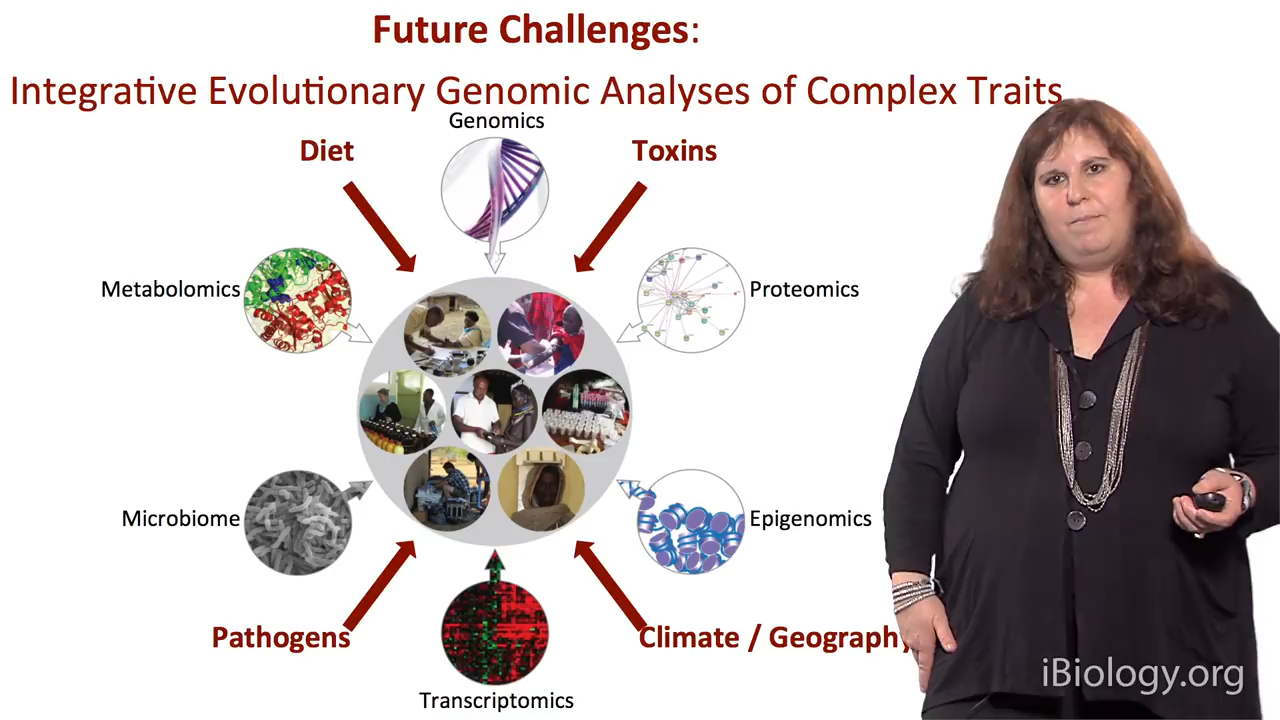 Future Challenges:
Integrative Evolutionary Genomic Analyses of Complex Traits
Genomics
Diet
Toxins
Metabolomics
Proteomics
Microbiome
Epigenomics
Pathogens
Climate / Geography
Transcriptomics
iBiology.org